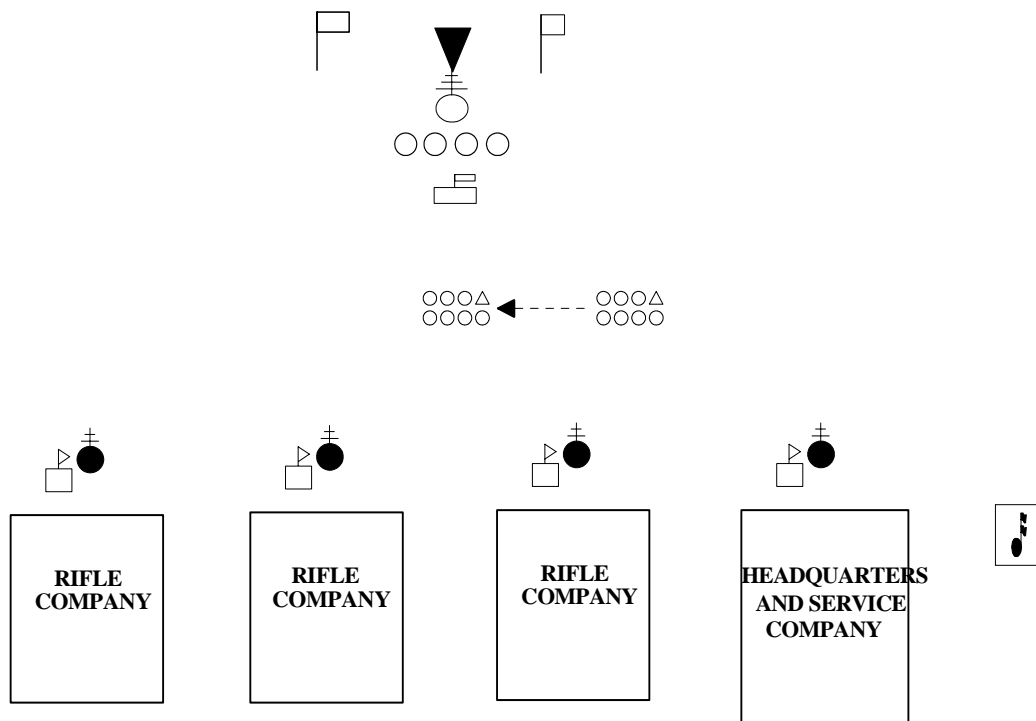 RIFLE
COMPANY
RIFLE
COMPANY
RIFLE
COMPANY
HEADQUARTERS
AND SERVICE
COMPANY